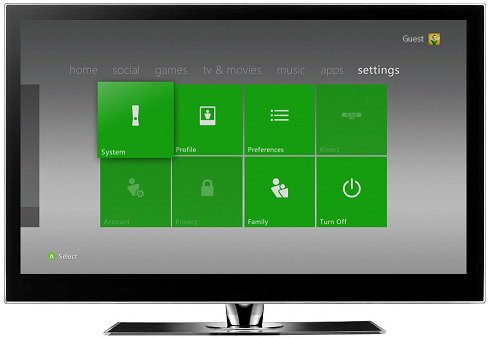 Guest
home social games tv & movies music apps settings
System Profile Preferences Kinect
Account Privacy Family Turn Off
A Select